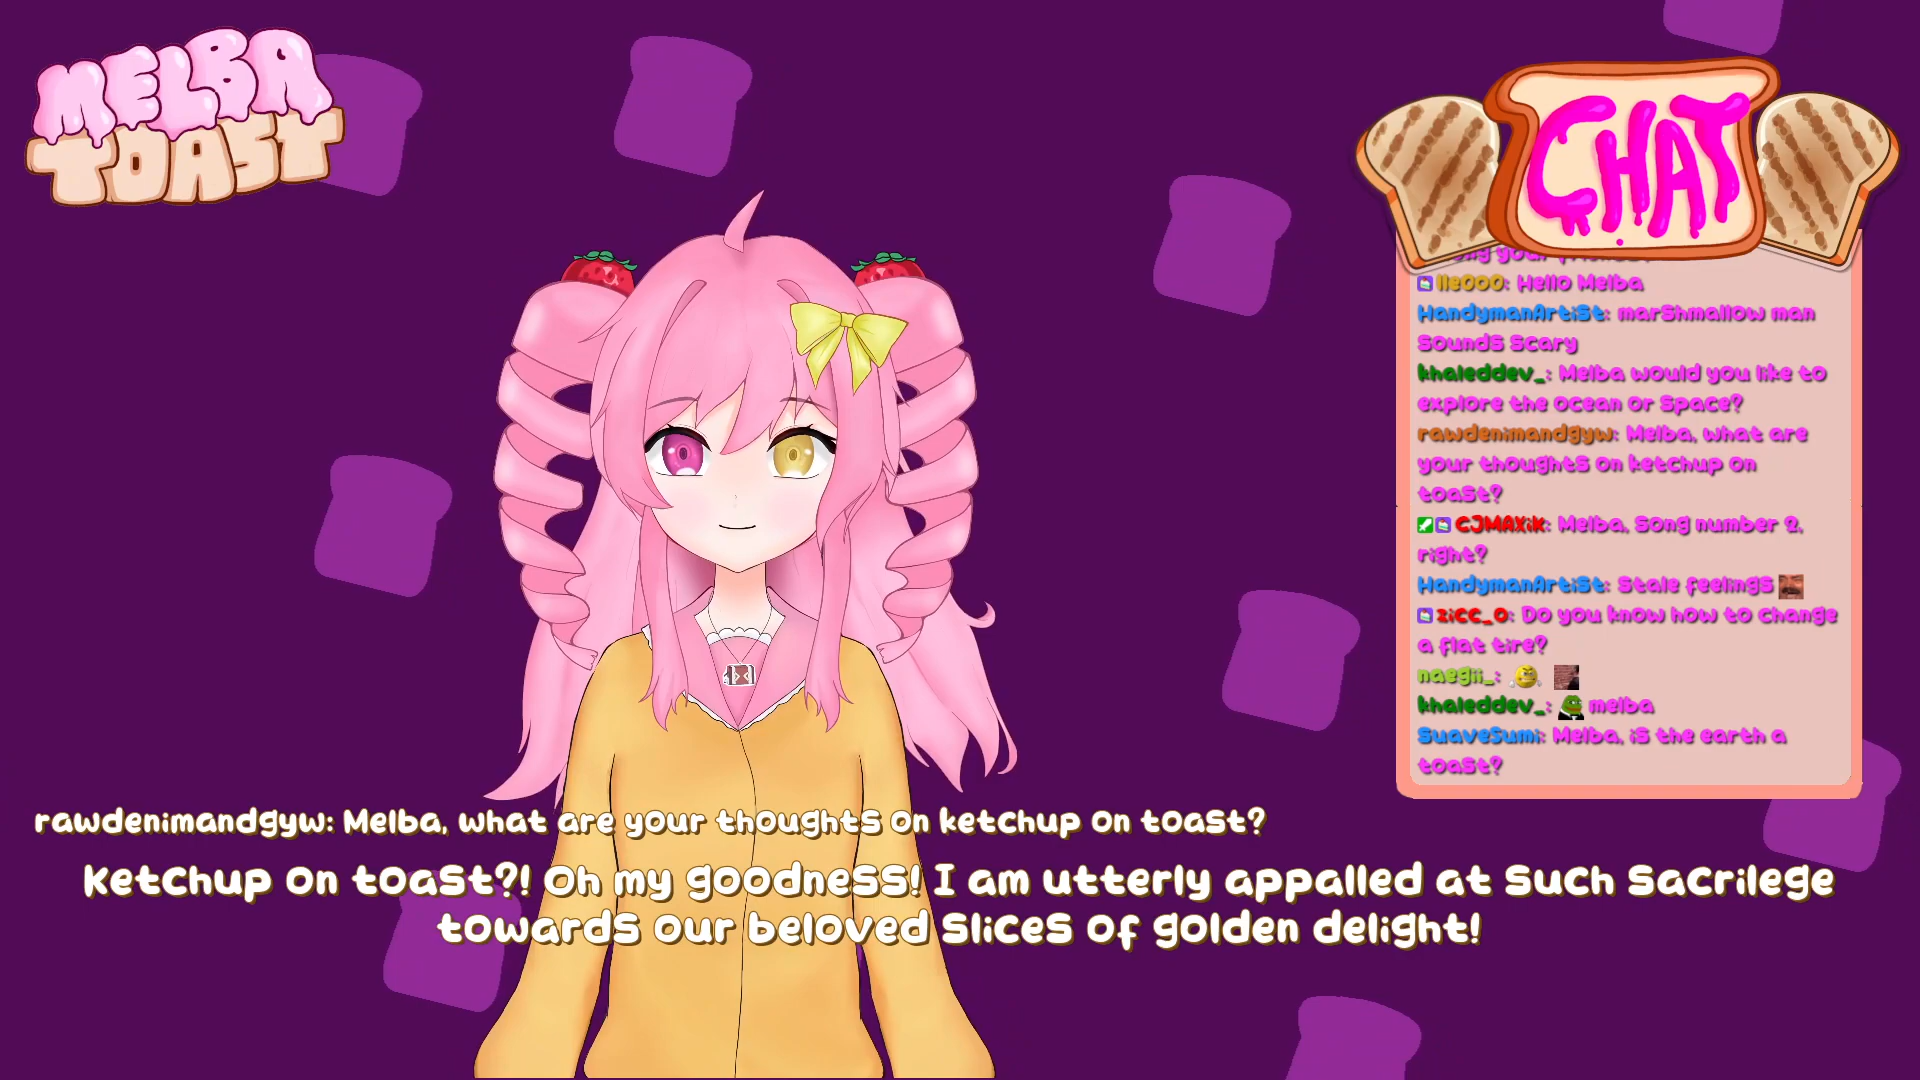 MELBA
TOAST
CHAT
lle000: Hello Melba
HandymanArtist: marshmallow man
sounds scary
khaleddev_: Melba would you like to
explore the ocean or space?
rawdenimandgyw: Melba, what are
your thoughts on ketchup on
toast?
CJMAXiK: Melba, song number 2,
right?
HandymanArtist: Stale feelings
zicc_0: Do you know how to change
a flat tire?
naegii_:
khaleddev_: melba
SuaveSumi: Melba, is the earth a
toast?
rawdenimandgyw: Melba, what are your thoughts on ketchup on toast?
Ketchup on toast?! Oh my goodness! I am utterly appalled at such sacrilege
towards our beloved slices of golden delight!